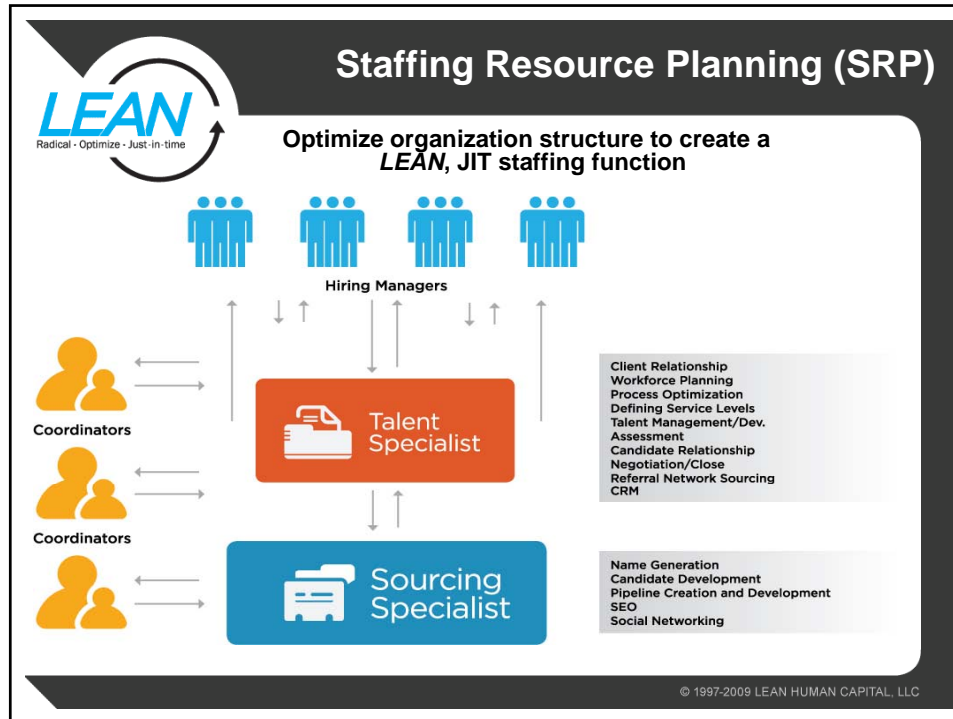 Staffing Resource Planning (SRP)
LEAN
Radical - Optimize - Just-in-time
Optimize organization structure to create a
LEAN, JIT staffing function
Hiring Managers
Coordinators
Coordinators
Talent
Specialist
Client Relationship
Workforce Planning
Process Optimization
Defining Service Levels
Talent Management/Dev.
Assessment
Candidate Relationship
Negotiation/Close
Referral Network Sourcing
CRM
Sourcing
Specialist
Name Generation
Candidate Development
Pipeline Creation and Development
SEO
Social Networking
© 1997-2009 LEAN HUMAN CAPITAL, LLC